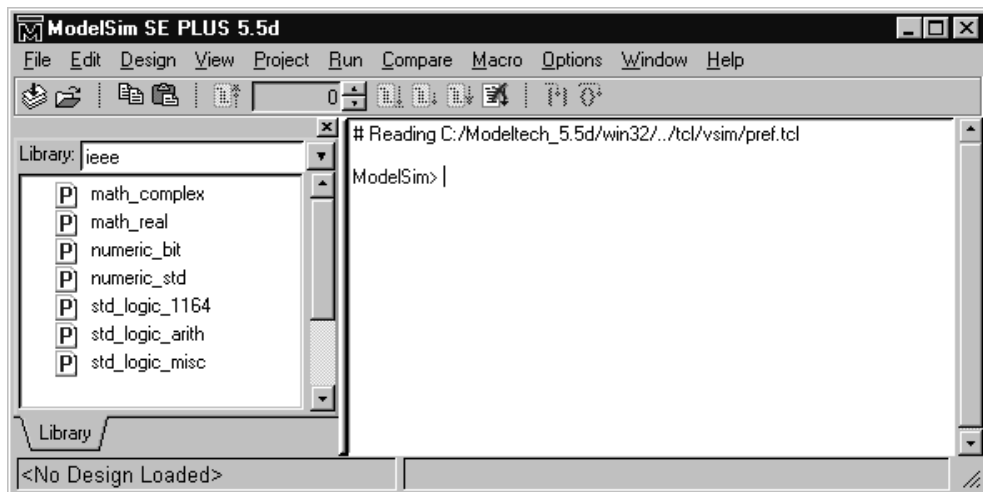 ModelSim SE PLUS 5.5d
File Edit Design View Project Run Compare Macro Options Window Help
0
Library: ieee
math_complex
math_real
numeric_bit
numeric_std
std_logic_1164
std_logic_arith
std_logic_misc
Library
# Reading C:/Modeltech_5.5d/win32/../tcl/vsim/pref.tcl
ModelSim>
<No Design Loaded>